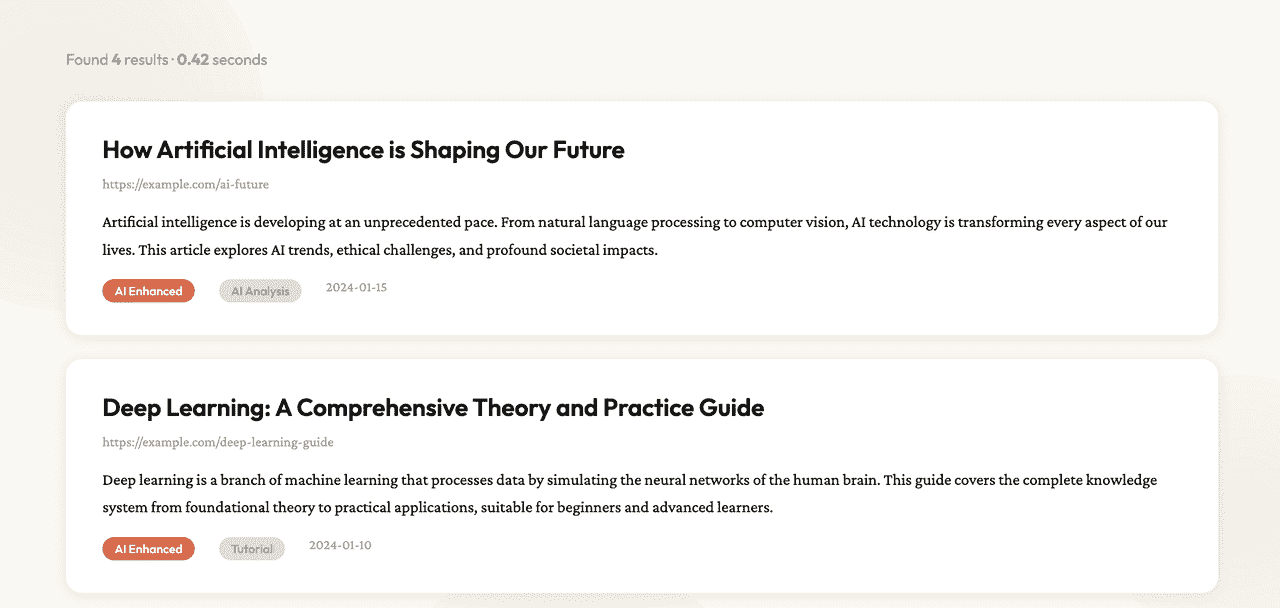 Found 4 results · 0.42 seconds
How Artificial Intelligence is Shaping Our Future
https://example.com/ai-future
Artificial intelligence is developing at an unprecedented pace. From natural language processing to computer vision, AI technology is transforming every aspect of our
lives. This article explores AI trends, ethical challenges, and profound societal impacts.
AI Enhanced AI Analysis 2024-01-15
Deep Learning: A Comprehensive Theory and Practice Guide
https://example.com/deep-learning-guide
Deep learning is a branch of machine learning that processes data by simulating the neural networks of the human brain. This guide covers the complete knowledge
system from foundational theory to practical applications, suitable for beginners and advanced learners.
AI Enhanced Tutorial 2024-01-10